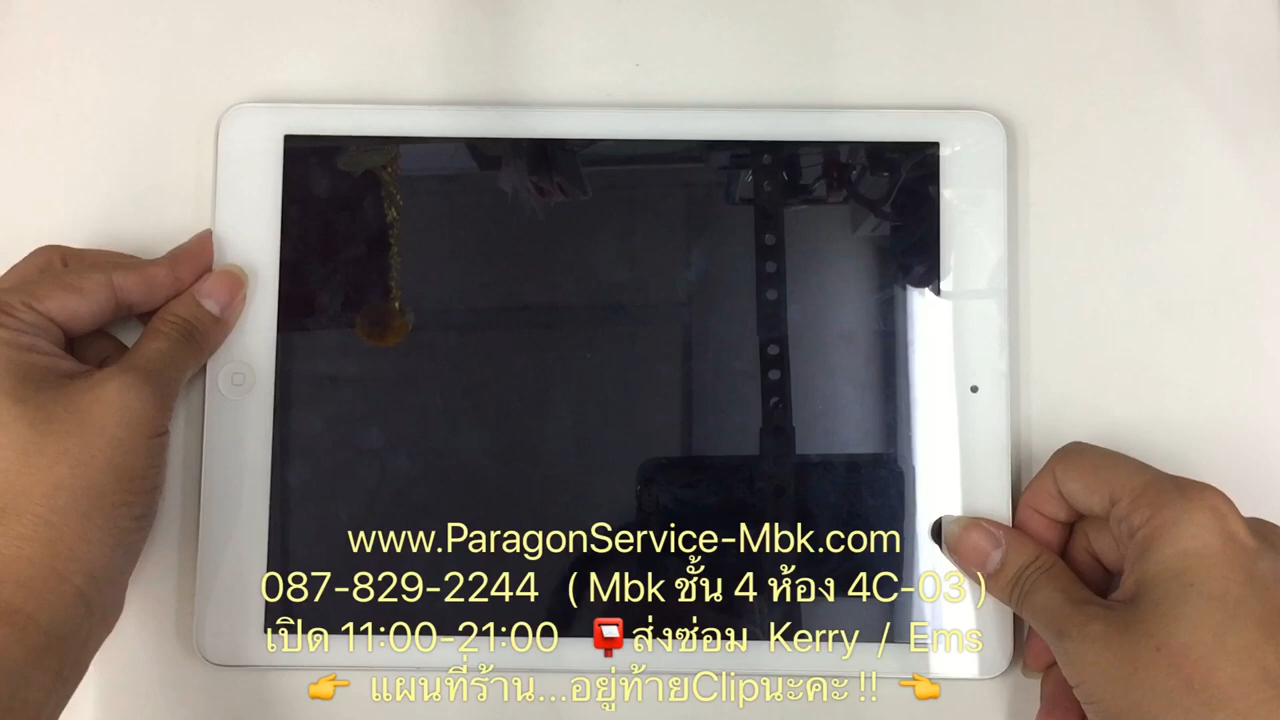 www.ParagonService-Mbk.com
087-829-2244 ( Mbk ชั้น 4 ห้อง 4C-03 )
เปิด 11:00-21:00 📮ส่งซ่อม Kerry / Ems
👉 แผนที่ร้าน...อยู่ท้ายClipนะคะ !! 👈